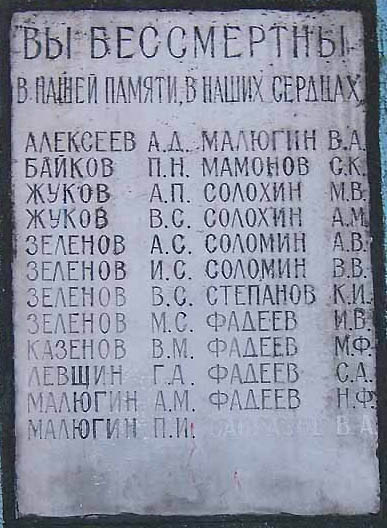 ВЫ БЕССМЕРТНЫ
В НАШЕЙ ПАМЯТИ, В НАШИХ СЕРДЦАХ
АЛЕКСЕЕВ А.Д. МАЛЮГИН В.А.
БАЙКОВ П.Н. МАМОНОВ С.К.
ЖУКОВ А.П. СОЛОХИН М.В.
ЖУКОВ В.С. СОЛОХИН А.М.
ЗЕЛЕНОВ А.С. СОЛОМИН А.В.
ЗЕЛЕНОВ И.С. СОЛОМИН В.В.
ЗЕЛЕНОВ В.С. СТЕПАНОВ К.И.
ЗЕЛЕНОВ М.С. ФАДЕЕВ И.В.
КАЗЕНОВ В.М. ФАДЕЕВ М.Ф.
ЛЕВЩИН Г.А. ФАДЕЕВ С.А.
МАЛЮГИН А.М. ФАДЕЕВ Н.Ф.
МАЛЮГИН П.И. В.А